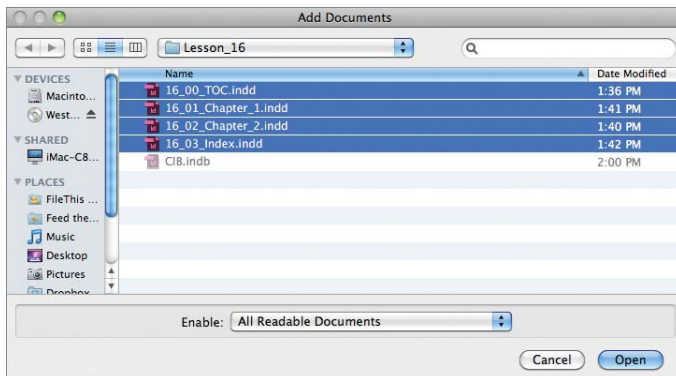 Add Documents
Lesson_16
Name Date Modified
DEVICES
Macinto...
West...
SHARED
iMac-C8...
PLACES
FileThis ...
Feed the...
Music
Desktop
Pictures
Dropbox
16_00_TOC.indd 1:36 PM
16_01_Chapter_1.indd 1:41 PM
16_02_Chapter_2.indd 1:40 PM
16_03_Index.indd 1:42 PM
CIB.indb 2:00 PM
Enable: All Readable Documents
Cancel Open